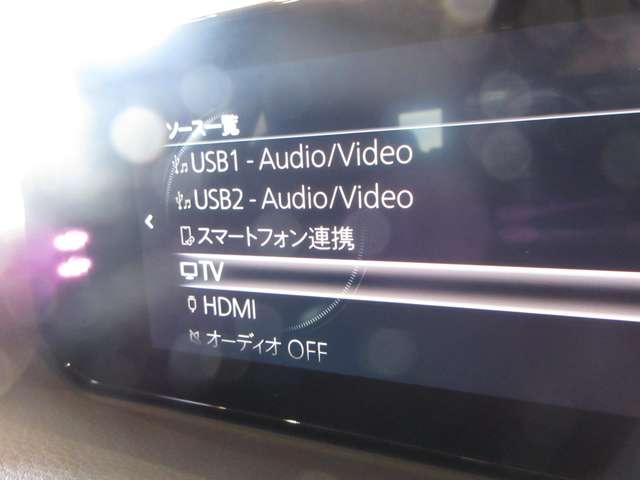 ソース一覧
USB1 - Audio/Video
USB2 - Audio/Video
スマートフォン連携
TV
HDMI
オーディオ OFF